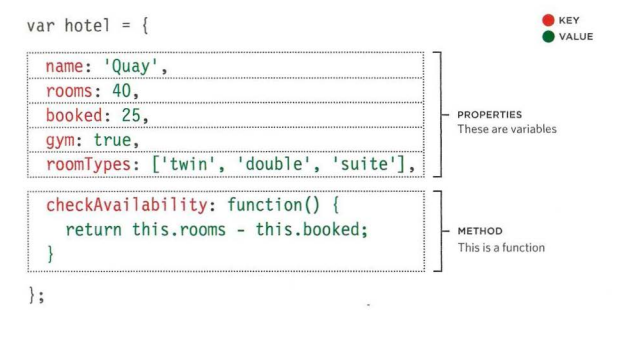 var hotel = {
KEY
VALUE
name: 'Quay',
rooms: 40,
booked: 25,
gym: true,
roomTypes: ['twin', 'double', 'suite'],
PROPERTIES
These are variables
checkAvailability: function() {
return this.rooms - this.booked;
}
METHOD
This is a function
};